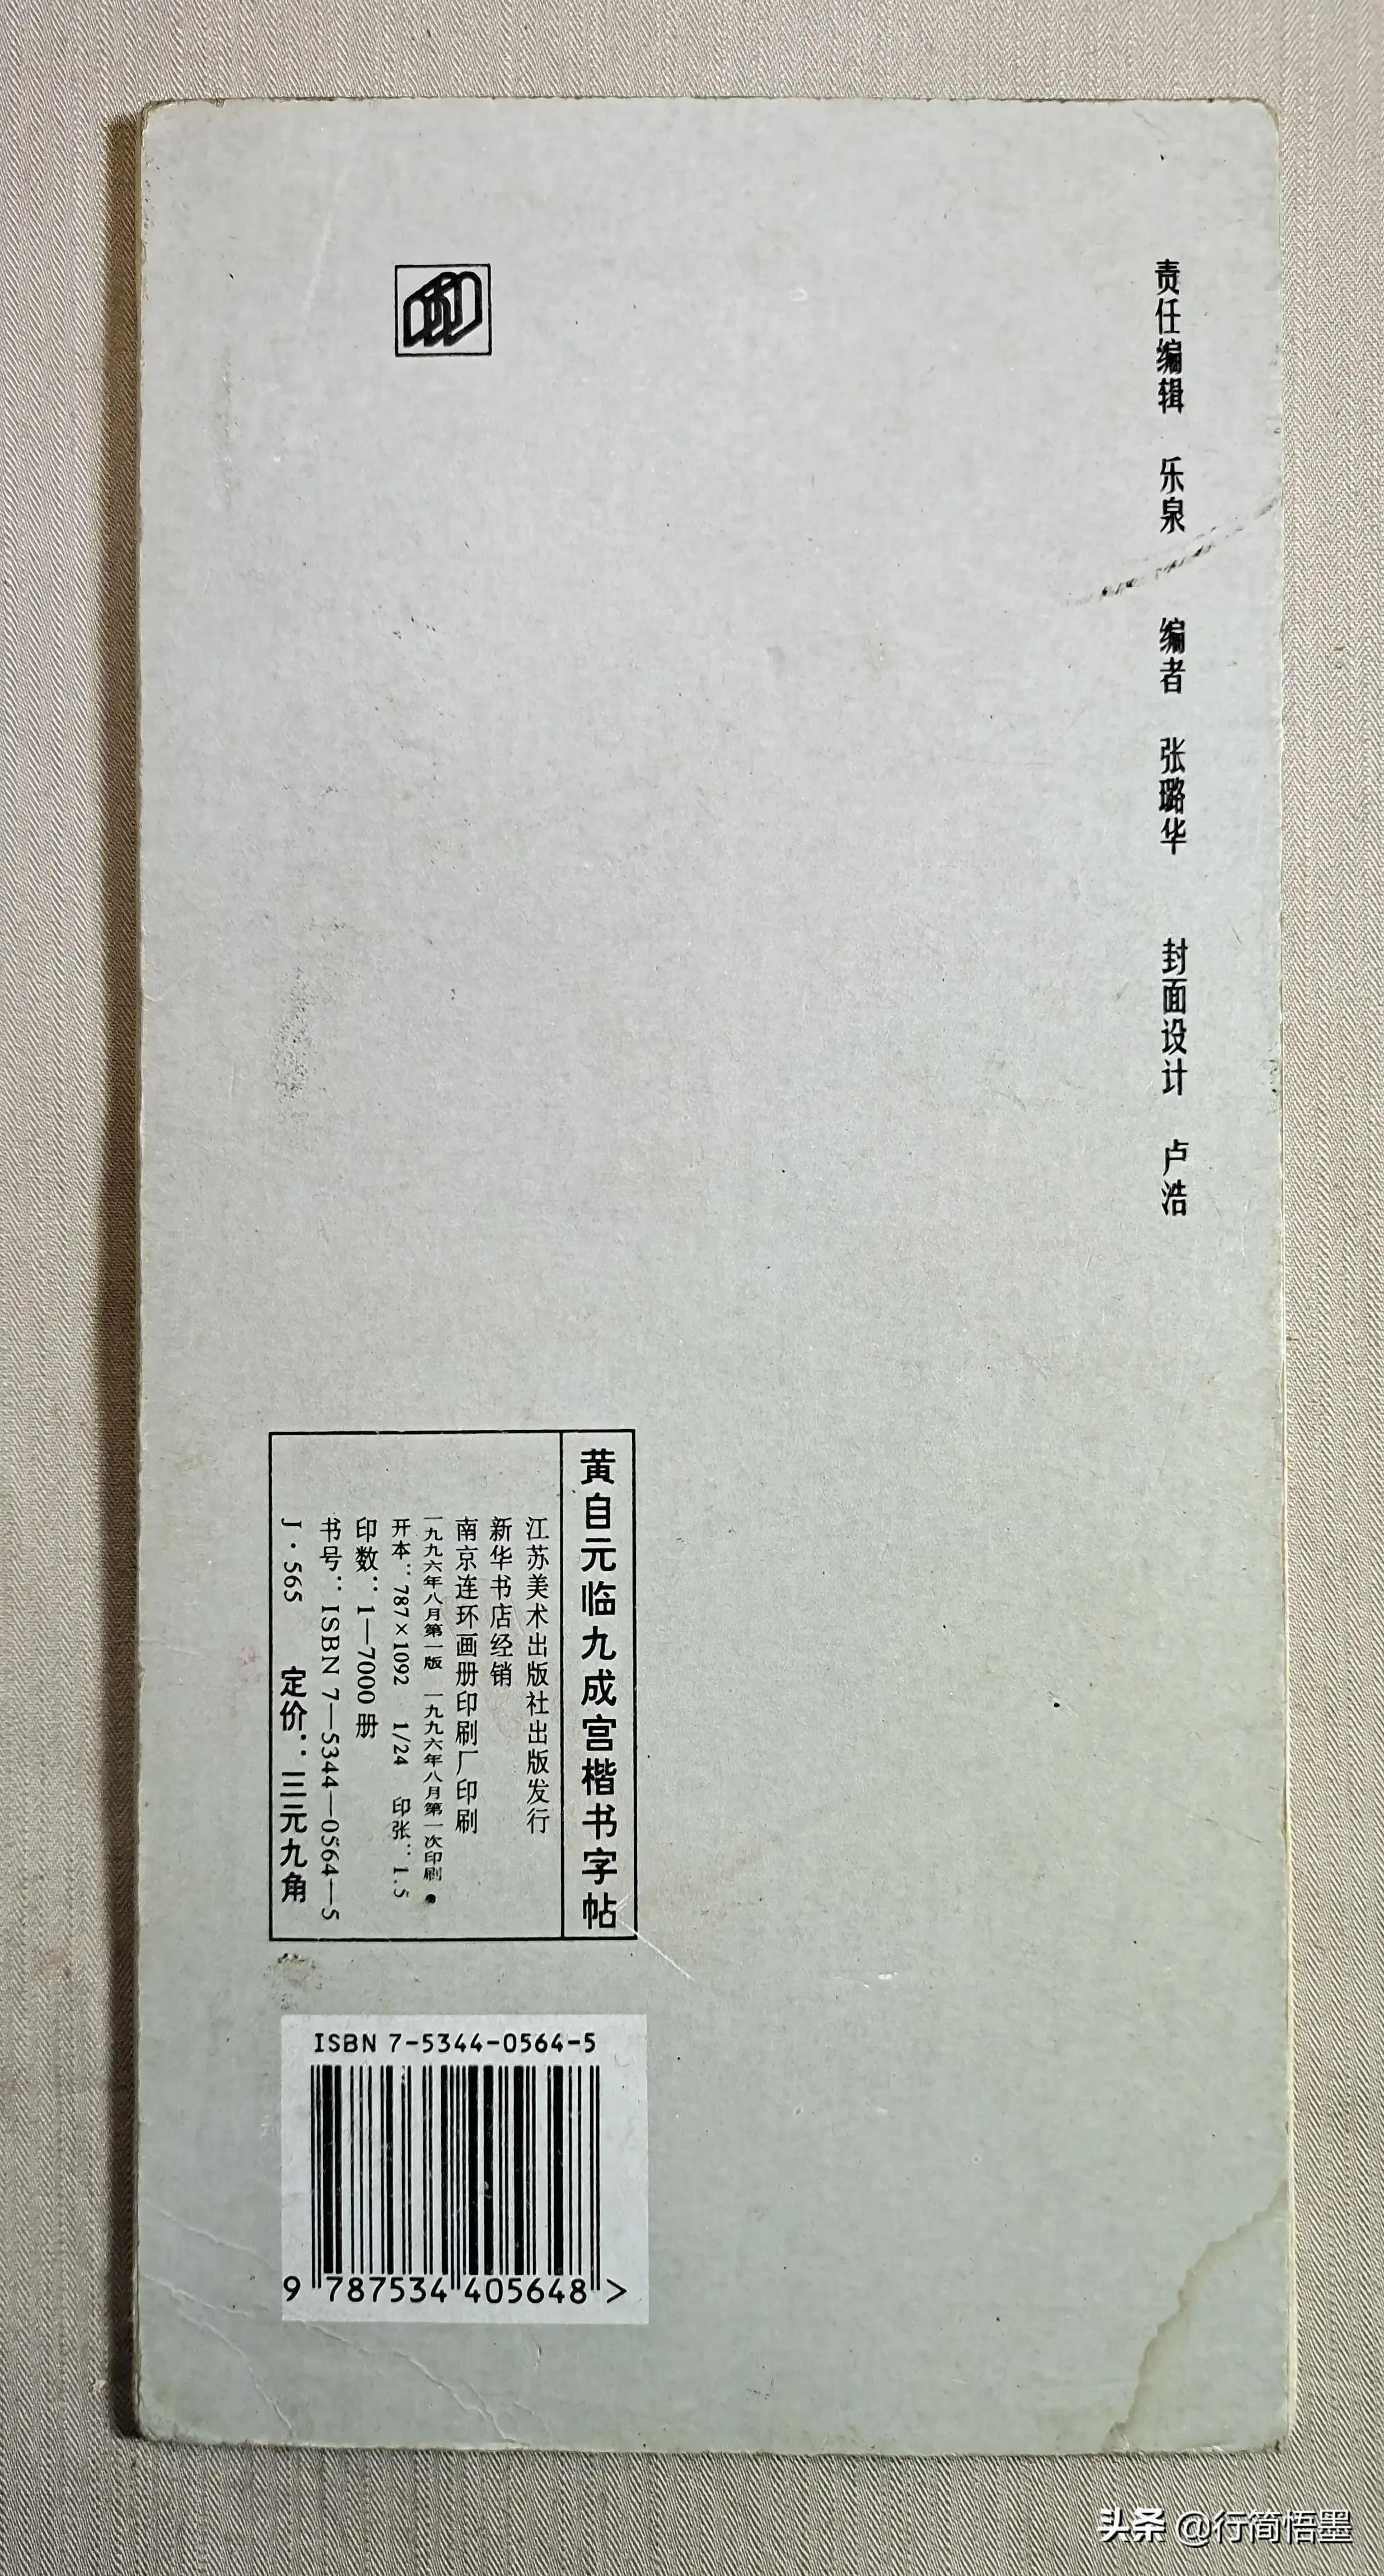 责任编辑 乐泉 编者 张璐华 封面设计 卢浩
黄自元临九成宫楷书字帖
江苏美术出版社出版发行
新华书店经销
南京连环画册印刷厂印刷
一九九六年八月第一版 一九九六年八月第一次印刷
开本：787×1092 1/24 印张：1.5
印数：1—7000册
书号：ISBN 7—5344—0564—5
J·565 定价：三元九角
ISBN 7-5344-0564-5
9 787534 405648 >
头条 @行简悟墨